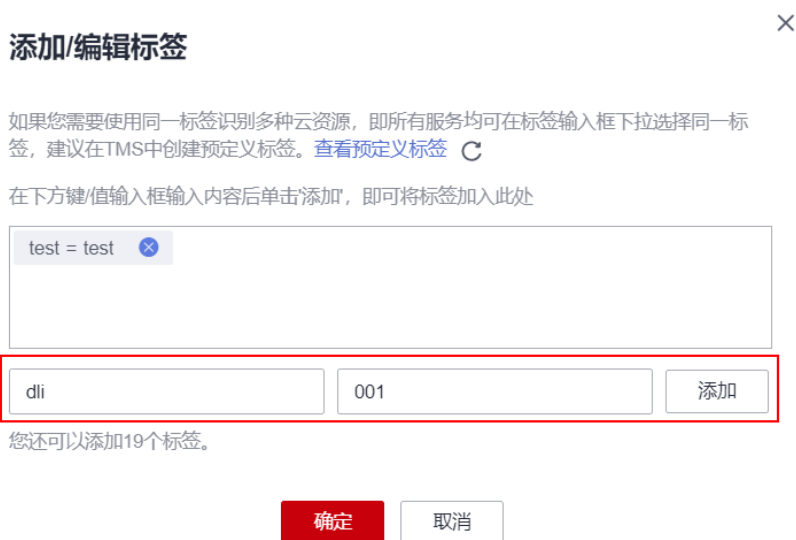 添加/编辑标签
如果您需要使用同一标签识别多种云资源，即所有服务均可在标签输入框下拉选择同一标
签，建议在TMS中创建预定义标签。查看预定义标签
在下方键/值输入框输入内容后单击'添加'，即可将标签加入此处
test = test
dli 001 添加
您还可以添加19个标签。
确定 取消